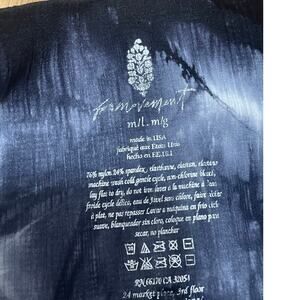 fp movement
m/l. m/g
made in USA
fabriqué aux Etats Unis
hecho en EE.UU
76% nylon 24% spandex, elasthanne, elastan, elastano
machine wash cold gentle cycle, non-chlorine bleach,
lay flat to dry, do not iron laver à la machine à l'eau
froide cycle délicat, eau de javel sans chlore, faire sécher
à plat, ne pas repasser Lavar a máquina en frío ciclo
suave, blanqueador sin cloro, coloque en plano para
secar, no planchar
RN 66170 CA 32054
24 market place, 3rd floor